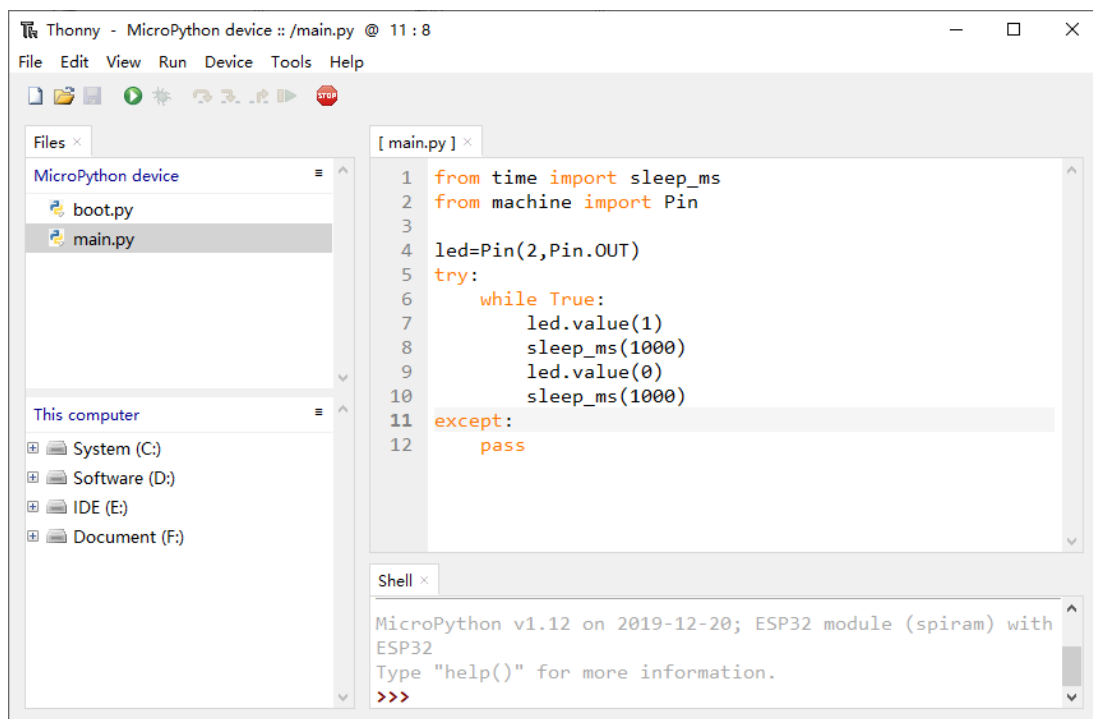 Thonny - MicroPython device :: /main.py @ 11 : 8
File Edit View Run Device Tools Help
STOP
Files ×
MicroPython device ≡
boot.py
main.py
This computer ≡
System (C:)
Software (D:)
IDE (E:)
Document (F:)
[ main.py ] ×
1 from time import sleep_ms
2 from machine import Pin
3
4 led=Pin(2,Pin.OUT)
5 try:
6     while True:
7         led.value(1)
8         sleep_ms(1000)
9         led.value(0)
10         sleep_ms(1000)
11 except:
12     pass
Shell ×
MicroPython v1.12 on 2019-12-20; ESP32 module (spiram) with
ESP32
Type "help()" for more information.
>>>